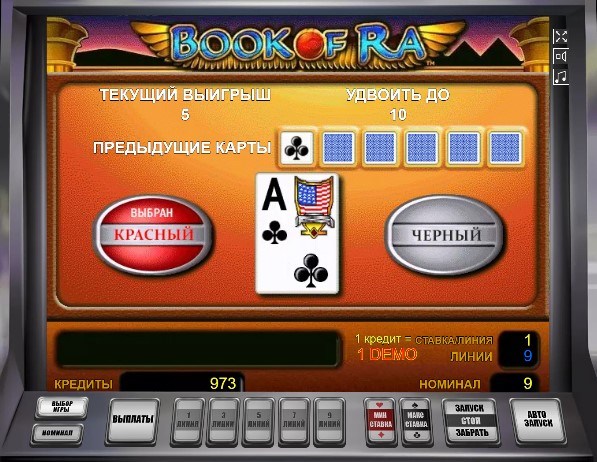 BOOK OF RA™
ТЕКУЩИЙ ВЫИГРЫШ
5
УДВОИТЬ ДО
10
ПРЕДЫДУЩИЕ КАРТЫ
A
ВЫБРАН
КРАСНЫЙ
ЧЕРНЫЙ
1 кредит =
1 DEMO
СТАВКА/ЛИНИЯ 1
ЛИНИИ 9
КРЕДИТЫ 973
НОМИНАЛ 9
ВЫБОР
ИГРЫ
НОМИНАЛ
ВЫПЛАТЫ
1
ЛИНИЯ
3
ЛИНИЙ
5
ЛИНИЙ
7
ЛИНИЙ
9
ЛИНИЙ
МИН
СТАВКА
МАКС
СТАВКА
ЗАПУСК
СТОП
ЗАБРАТЬ
АВТО
ЗАПУСК